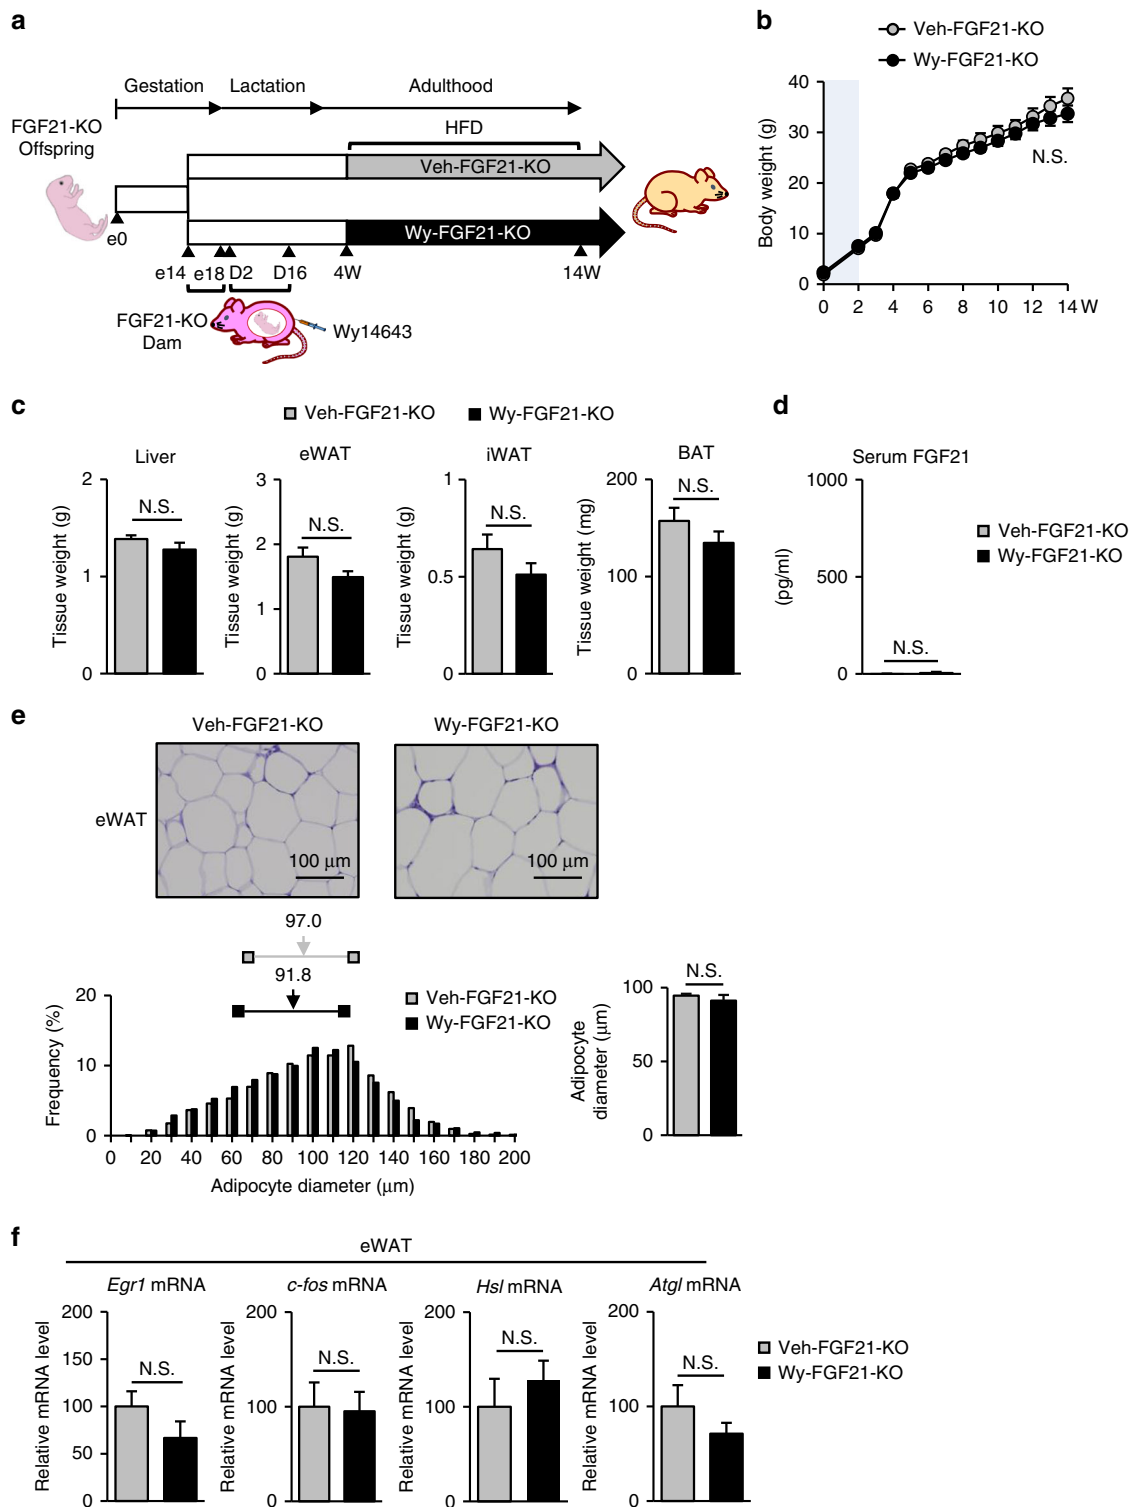 a
Gestation
Lactation
Adulthood
FGF21-KO
Offspring
HFD
Veh-FGF21-KO
Wy-FGF21-KO
e0
e14
e18
D2
D16
4W
14W
FGF21-KO
Dam
Wy14643
b
Veh-FGF21-KO
Wy-FGF21-KO
Body weight (g)
40
30
20
10
0
N.S.
0 2 4 6 8 10 12 14 W
c
Veh-FGF21-KO
Wy-FGF21-KO
Liver
Tissue weight (g)
2
1
0
N.S.
eWAT
Tissue weight (g)
3
2
1
0
N.S.
iWAT
Tissue weight (g)
1
0.5
0
N.S.
BAT
Tissue weight (mg)
200
100
0
N.S.
d
Serum FGF21
(pg/ml)
1000
500
0
N.S.
Veh-FGF21-KO
Wy-FGF21-KO
e
Veh-FGF21-KO
Wy-FGF21-KO
eWAT
100 μm
100 μm
97.0
91.8
Veh-FGF21-KO
Wy-FGF21-KO
Frequency (%)
20
10
0
0 20 40 60 80 100 120 140 160 180 200
Adipocyte diameter (μm)
Adipocyte
diameter (μm)
100
50
0
N.S.
f
eWAT
Egr1 mRNA
Relative mRNA level
200
150
100
50
0
N.S.
c-fos mRNA
Relative mRNA level
200
100
0
N.S.
Hsl mRNA
Relative mRNA level
200
100
0
N.S.
Atgl mRNA
Relative mRNA level
200
100
0
N.S.
Veh-FGF21-KO
Wy-FGF21-KO